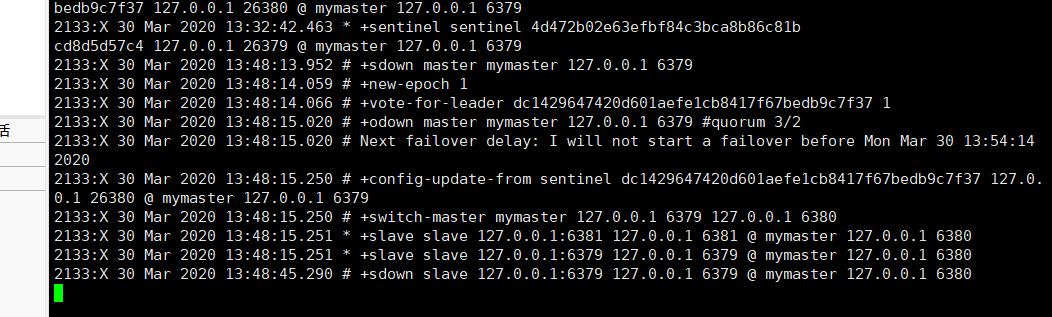 bedb9c7f37 127.0.0.1 26380 @ mymaster 127.0.0.1 6379
2133:X 30 Mar 2020 13:32:42.463 * +sentinel sentinel 4d472b02e63efbf84c3bca8b86c81b
cd8d5d57c4 127.0.0.1 26379 @ mymaster 127.0.0.1 6379
2133:X 30 Mar 2020 13:48:13.952 # +sdown master mymaster 127.0.0.1 6379
2133:X 30 Mar 2020 13:48:14.059 # +new-epoch 1
2133:X 30 Mar 2020 13:48:14.066 # +vote-for-leader dc1429647420d601aefe1cb8417f67bedb9c7f37 1
2133:X 30 Mar 2020 13:48:15.020 # +odown master mymaster 127.0.0.1 6379 #quorum 3/2
2133:X 30 Mar 2020 13:48:15.020 # Next failover delay: I will not start a failover before Mon Mar 30 13:54:14
2020
2133:X 30 Mar 2020 13:48:15.250 # +config-update-from sentinel dc1429647420d601aefe1cb8417f67bedb9c7f37 127.0.
0.1 26380 @ mymaster 127.0.0.1 6379
2133:X 30 Mar 2020 13:48:15.250 # +switch-master mymaster 127.0.0.1 6379 127.0.0.1 6380
2133:X 30 Mar 2020 13:48:15.251 * +slave slave 127.0.0.1:6381 127.0.0.1 6381 @ mymaster 127.0.0.1 6380
2133:X 30 Mar 2020 13:48:15.251 * +slave slave 127.0.0.1:6379 127.0.0.1 6379 @ mymaster 127.0.0.1 6380
2133:X 30 Mar 2020 13:48:45.290 # +sdown slave 127.0.0.1:6379 127.0.0.1 6379 @ mymaster 127.0.0.1 6380